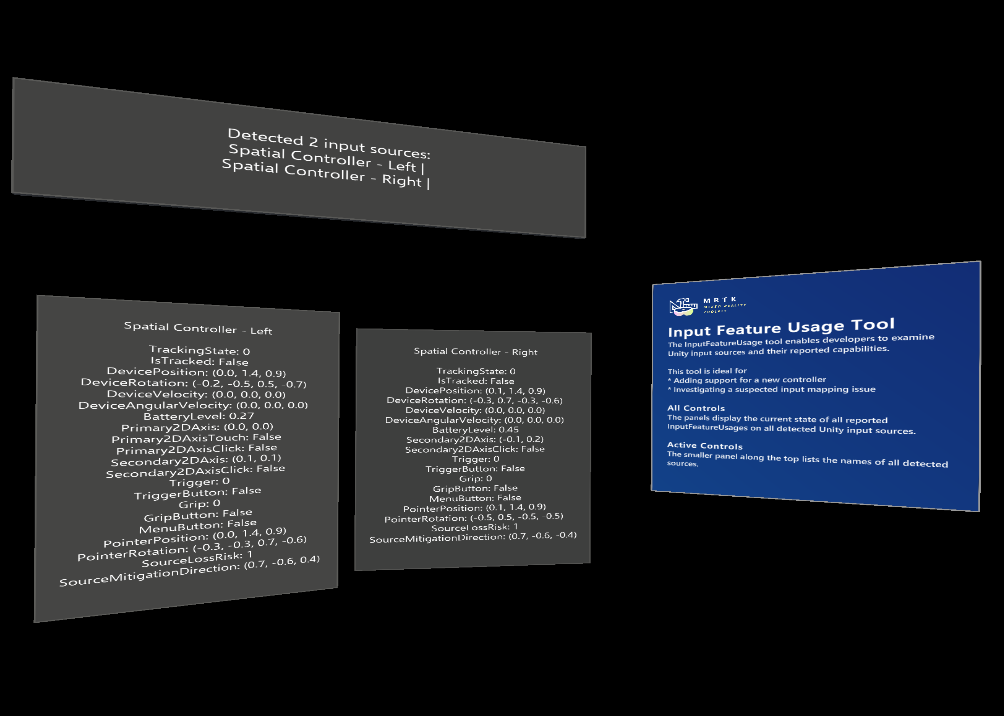 Detected 2 input sources:
Spatial Controller - Left |
Spatial Controller - Right |
Spatial Controller - Left
TrackingState: 0
IsTracked: False
DevicePosition: (0.0, 1.4, 0.9)
DeviceRotation: (-0.2, -0.5, 0.5, -0.7)
DeviceVelocity: (0.0, 0.0, 0.0)
DeviceAngularVelocity: (0.0, 0.0, 0.0)
BatteryLevel: 0.27
Primary2DAxis: (0.0, 0.0)
Primary2DAxisTouch: False
Primary2DAxisClick: False
Secondary2DAxis: (0.1, 0.1)
Secondary2DAxisClick: False
Trigger: 0
TriggerButton: False
Grip: 0
GripButton: False
MenuButton: False
PointerPosition: (0.0, 1.4, 0.9)
PointerRotation: (-0.3, -0.3, 0.7, -0.6)
SourceLossRisk: 1
SourceMitigationDirection: (0.7, -0.6, 0.4)
Spatial Controller - Right
TrackingState: 0
IsTracked: False
DevicePosition: (0.1, 1.4, 0.9)
DeviceRotation: (-0.3, 0.7, -0.3, -0.6)
DeviceVelocity: (0.0, 0.0, 0.0)
DeviceAngularVelocity: (0.0, 0.0, 0.0)
BatteryLevel: 0.45
Secondary2DAxis: (-0.1, 0.2)
Secondary2DAxisClick: False
Trigger: 0
TriggerButton: False
Grip: 0
GripButton: False
MenuButton: False
PointerPosition: (0.1, 1.4, 0.9)
PointerRotation: (-0.5, 0.5, -0.5, -0.5)
SourceLossRisk: 1
SourceMitigationDirection: (0.7, -0.6, -0.4)
MRTK
MIXED REALITY
TOOLKIT
Input Feature Usage Tool
The InputFeatureUsage tool enables developers to examine
Unity input sources and their reported capabilities.
This tool is ideal for
* Adding support for a new controller
* Investigating a suspected input mapping issue
All Controls
The panels display the current state of all reported
InputFeatureUsages on all detected Unity input sources.
Active Controls
The smaller panel along the top lists the names of all detected
sources.